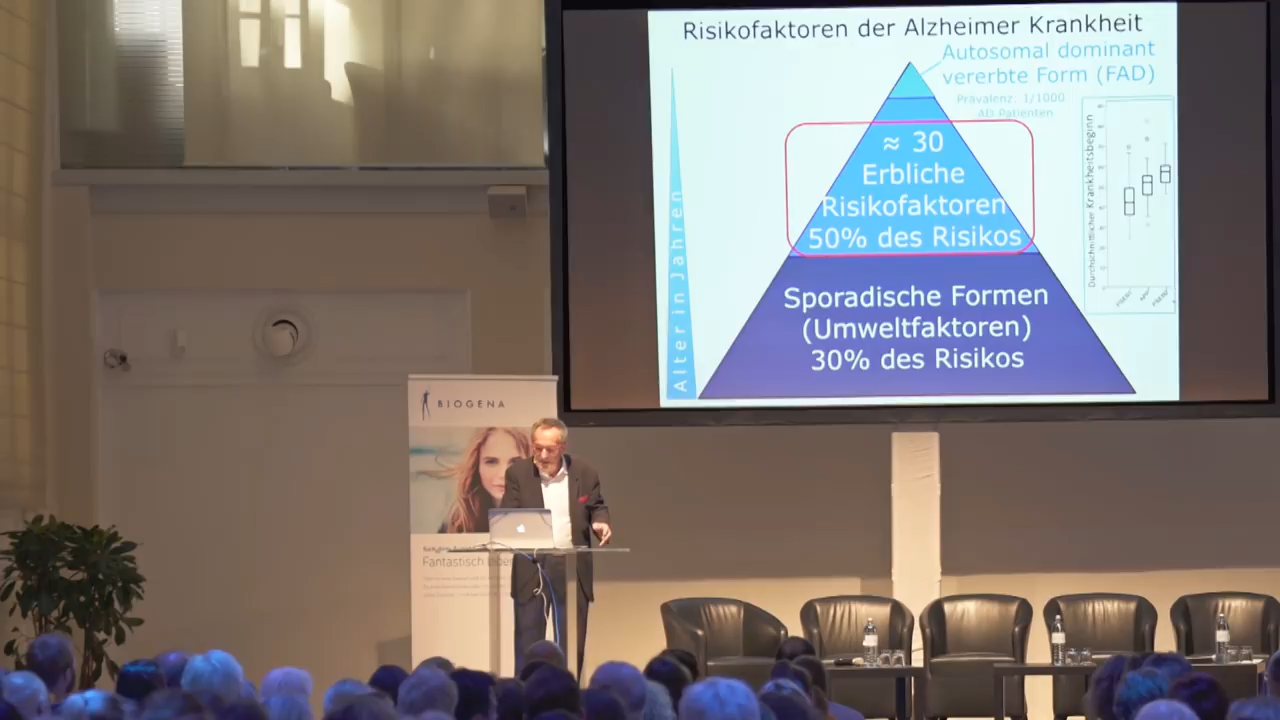 Risikofaktoren der Alzheimer Krankheit
Autosomal dominant
vererbte Form (FAD)
Prävalenz: 1/1000
AD Patienten
≈ 30
Erbliche
Risikofaktoren
50% des Risikos
Sporadische Formen
(Umweltfaktoren)
30% des Risikos
Alter in Jahren
Durchschnittlicher Krankheitsbeginn
BIOGENA
Fantastisch